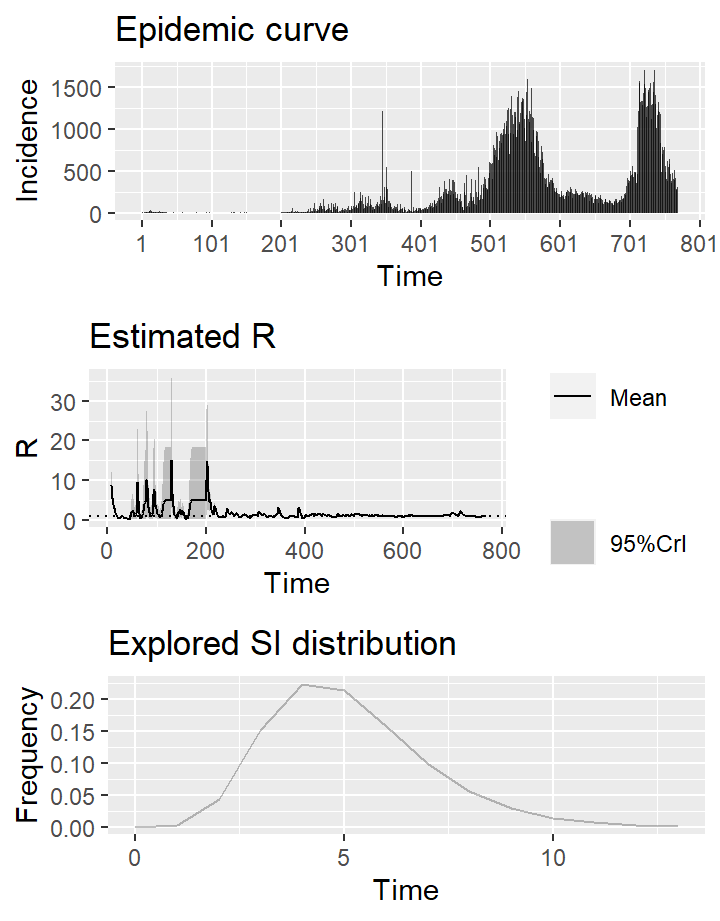 Epidemic curve
Incidence
1500
1000
500
0
1 101 201 301 401 501 601 701 801
Time
Estimated R
R
30
20
10
0
0 200 400 600 800
Time
Mean
95%CrI
Explored SI distribution
Frequency
0.20
0.15
0.10
0.05
0.00
0 5 10
Time